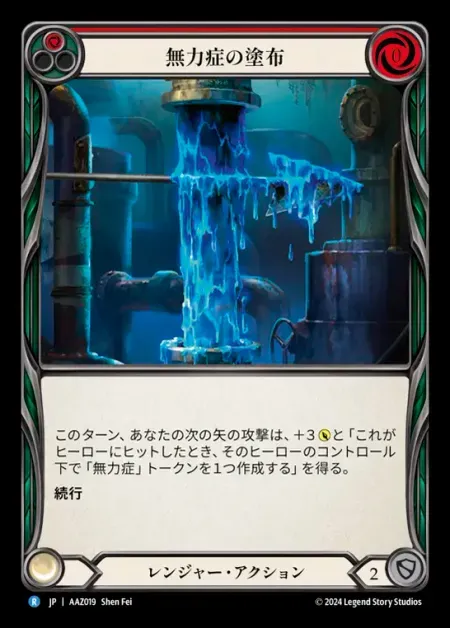 0
無力症の塗布
このターン、あなたの次の矢の攻撃は、＋3と「これが
ヒーローにヒットしたとき、そのヒーローのコントロール
下で「無力症」トークンを1つ作成する」を得る。
続行
レンジャー・アクション
2
R JP | AAZ019 Shen Fei
© 2024 Legend Story Studios